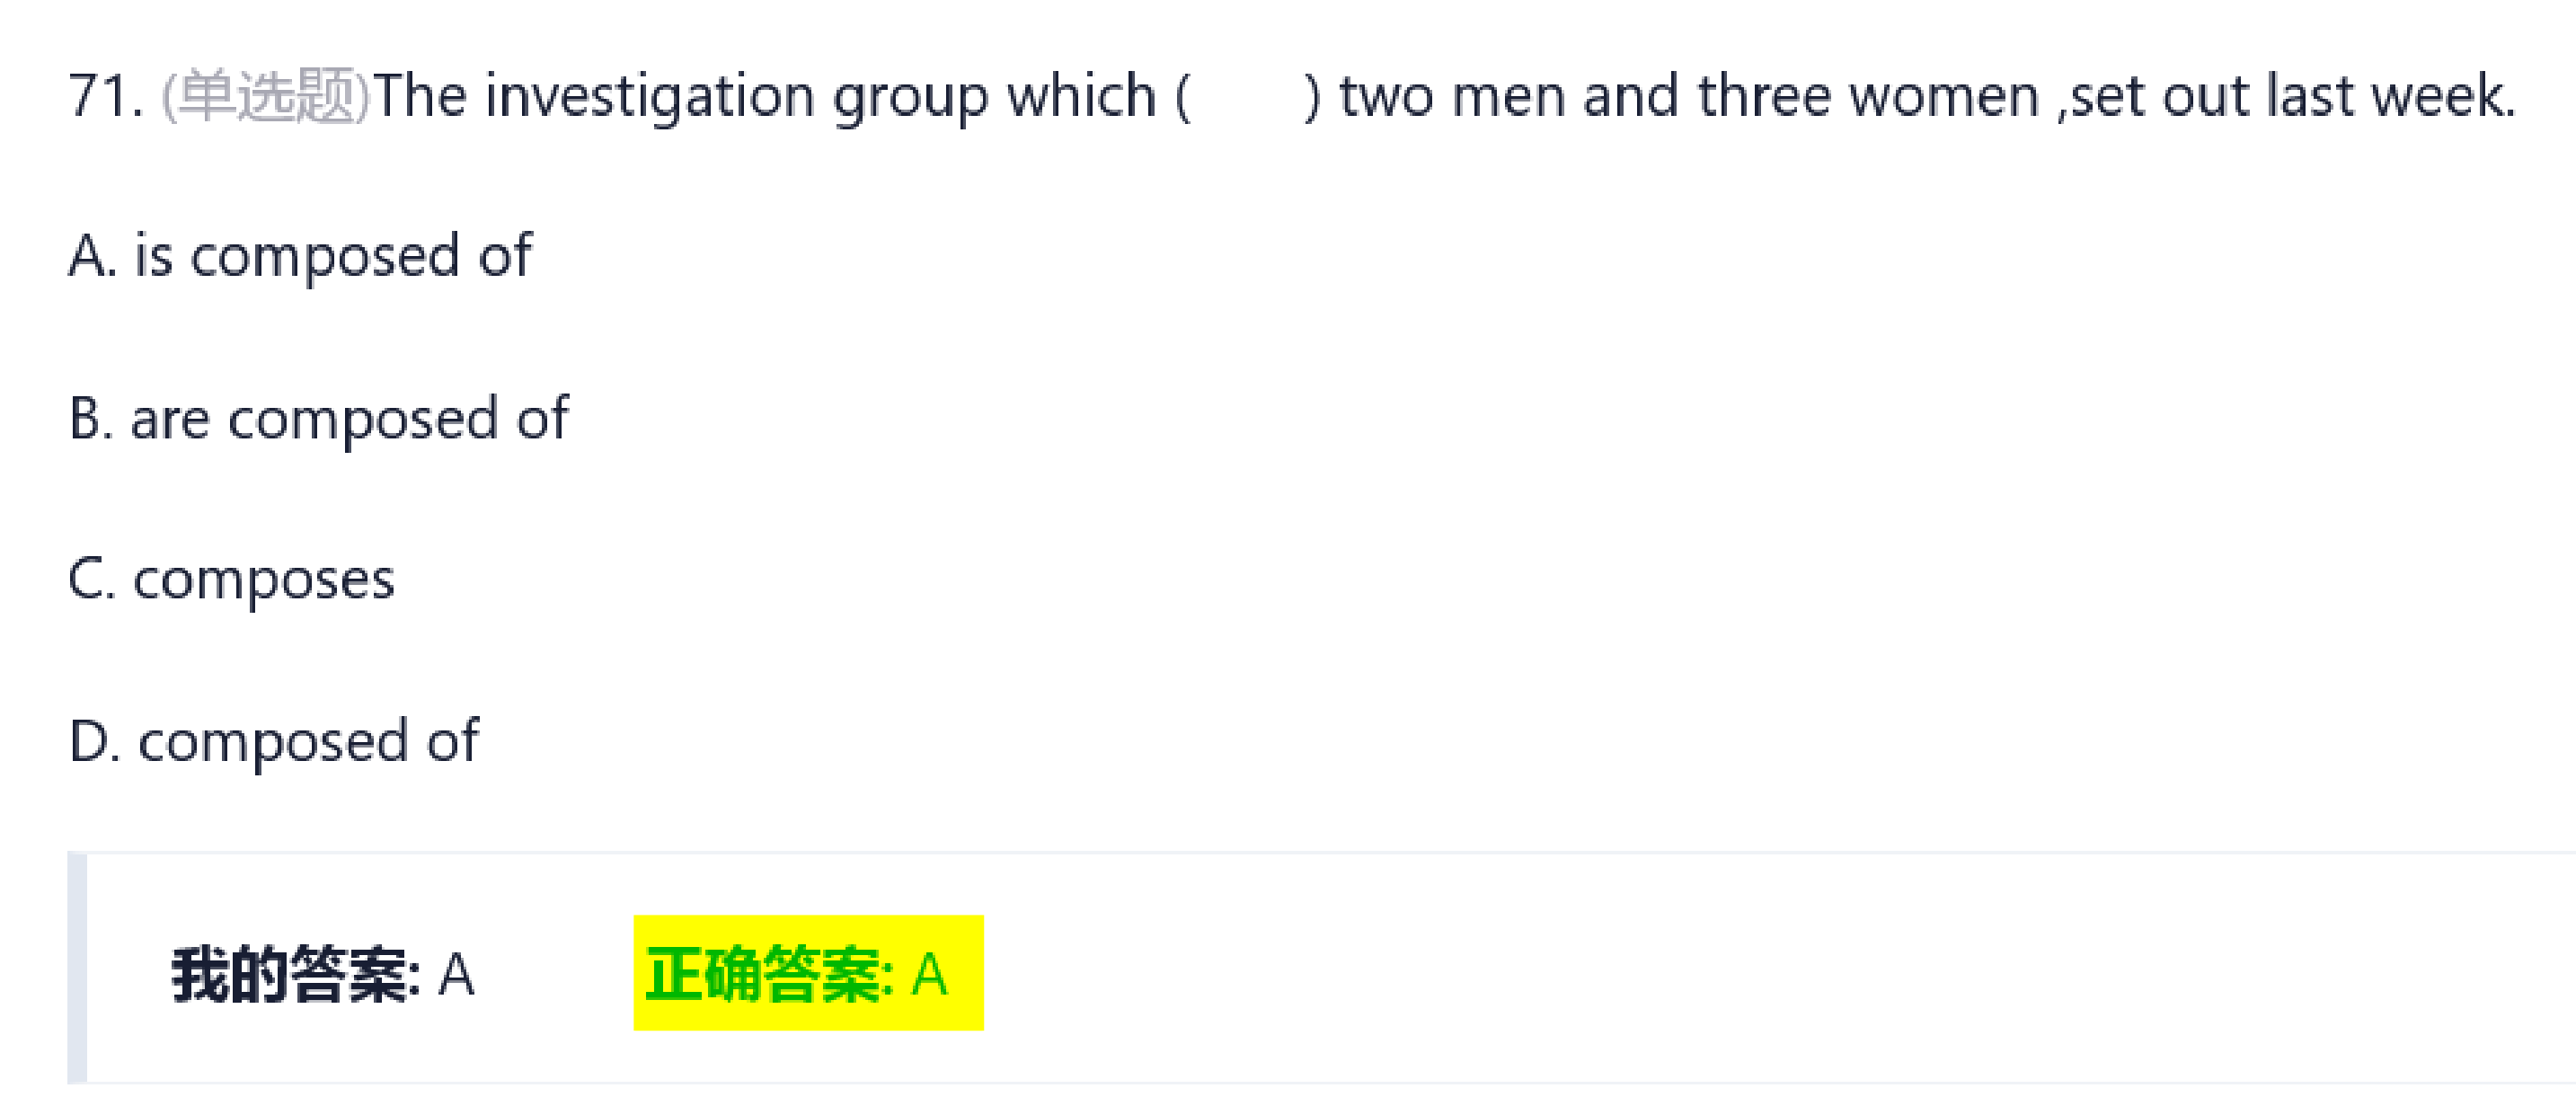 71. (单选题)The investigation group which (      ) two men and three women ,set out last week.
A. is composed of
B. are composed of
C. composes
D. composed of
我的答案: A  正确答案: A